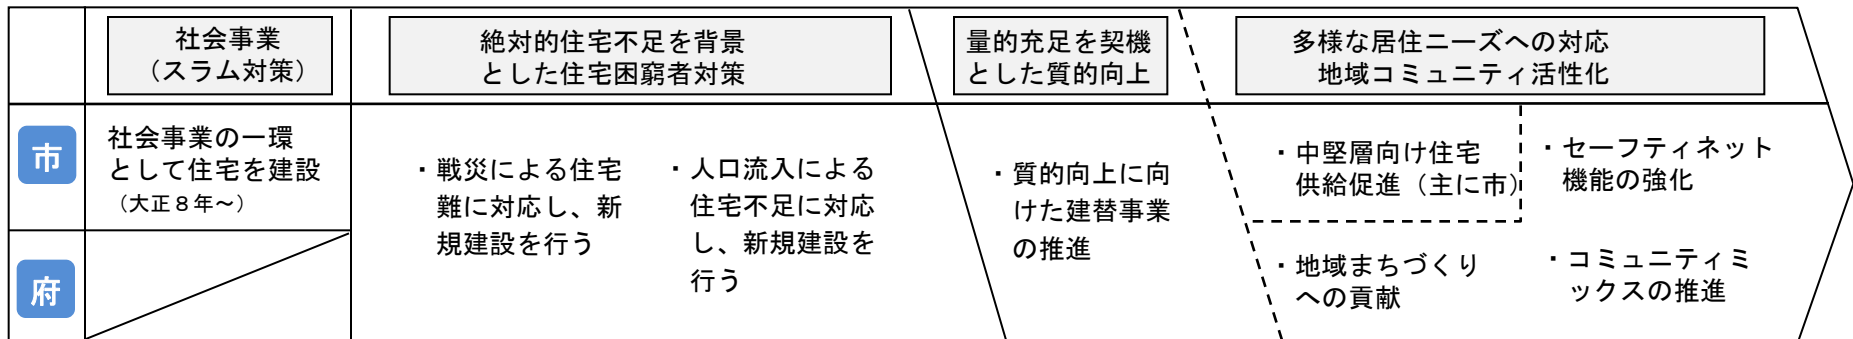 社会事業
（スラム対策）
絶対的住宅不足を背景
とした住宅困窮者対策
量的充足を契機
とした質的向上
多様な居住ニーズへの対応
地域コミュニティ活性化
市
社会事業の一環
として住宅を建設
（大正８年～）
・戦災による住宅
難に対応し、新
規建設を行う
・人口流入による
住宅不足に対応
し、新規建設を
行う
・質的向上に向
けた建替事業
の推進
・中堅層向け住宅
供給促進（主に市）
・セーフティネット
機能の強化
府
・地域まちづくり
への貢献
・コミュニティミ
ックスの推進